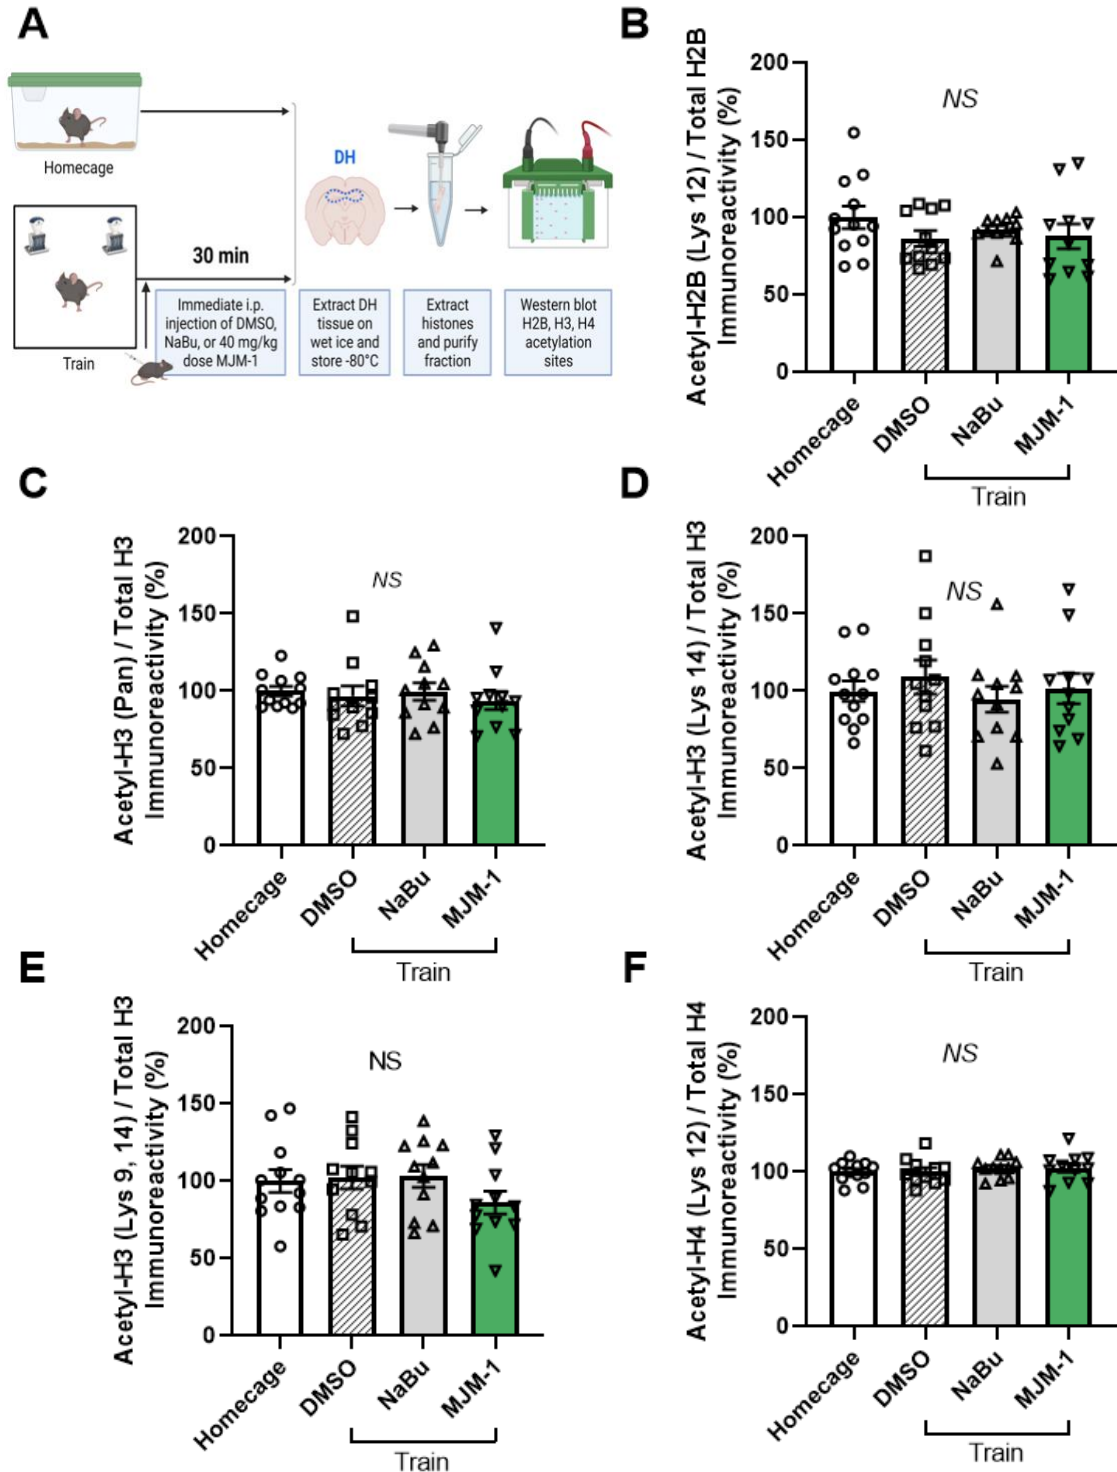 A
Homecage
Train
30 min
Immediate i.p.
injection of DMSO,
NaBu, or 40 mg/kg
dose MJM-1
DH
Extract DH
tissue on
wet ice and
store -80°C
Extract
histones
and purify
fraction
Western blot
H2B, H3, H4
acetylation
sites
B
Acetyl-H2B (Lys 12) / Total H2B
Immunoreactivity (%)
200
150
100
50
0
NS
Homecage
DMSO
NaBu
MJM-1
Train
C
Acetyl-H3 (Pan) / Total H3
Immunoreactivity (%)
200
150
100
50
0
NS
Homecage
DMSO
NaBu
MJM-1
Train
D
Acetyl-H3 (Lys 14) / Total H3
Immunoreactivity (%)
200
150
100
50
0
NS
Homecage
DMSO
NaBu
MJM-1
Train
E
Acetyl-H3 (Lys 9, 14) / Total H3
Immunoreactivity (%)
200
150
100
50
0
NS
Homecage
DMSO
NaBu
MJM-1
Train
F
Acetyl-H4 (Lys 12) / Total H4
Immunoreactivity (%)
200
150
100
50
0
NS
Homecage
DMSO
NaBu
MJM-1
Train